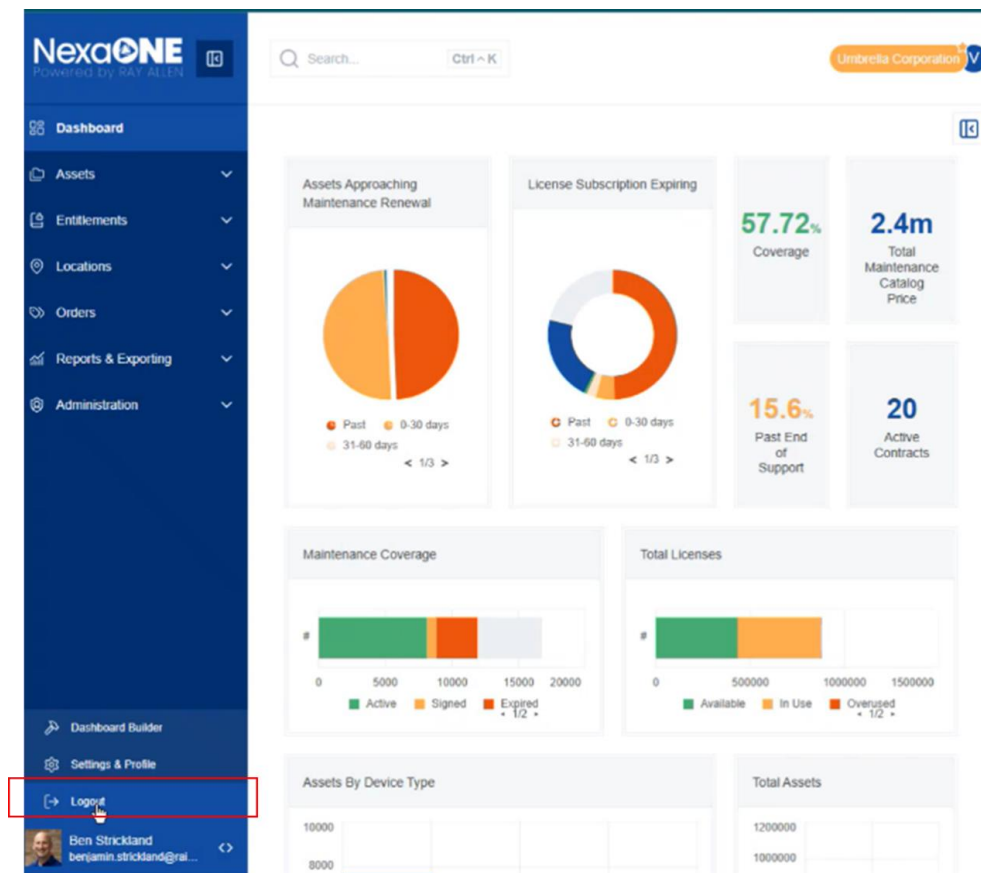 NexaONE
Powered by RAY ALLEN
Search...
Ctrl ^ K
Umbrella Corporation
V
Dashboard
Assets
Entitlements
Locations
Orders
Reports & Exporting
Administration
Dashboard Builder
Settings & Profile
Logout
Ben Strickland
benjamin.strickland@rai...
Assets Approaching
Maintenance Renewal
Past
0-30 days
31-60 days
< 1/3 >
License Subscription Expiring
Past
0-30 days
31-60 days
< 1/3 >
57.72%
Coverage
2.4m
Total
Maintenance
Catalog
Price
15.6%
Past End
of
Support
20
Active
Contracts
Maintenance Coverage
#
0 5000 10000 15000 20000
Active Signed Expired
1/2
Total Licenses
#
0 500000 1000000 1500000
Available In Use Overused
1/2
Assets By Device Type
10000
8000
Total Assets
1200000
1000000